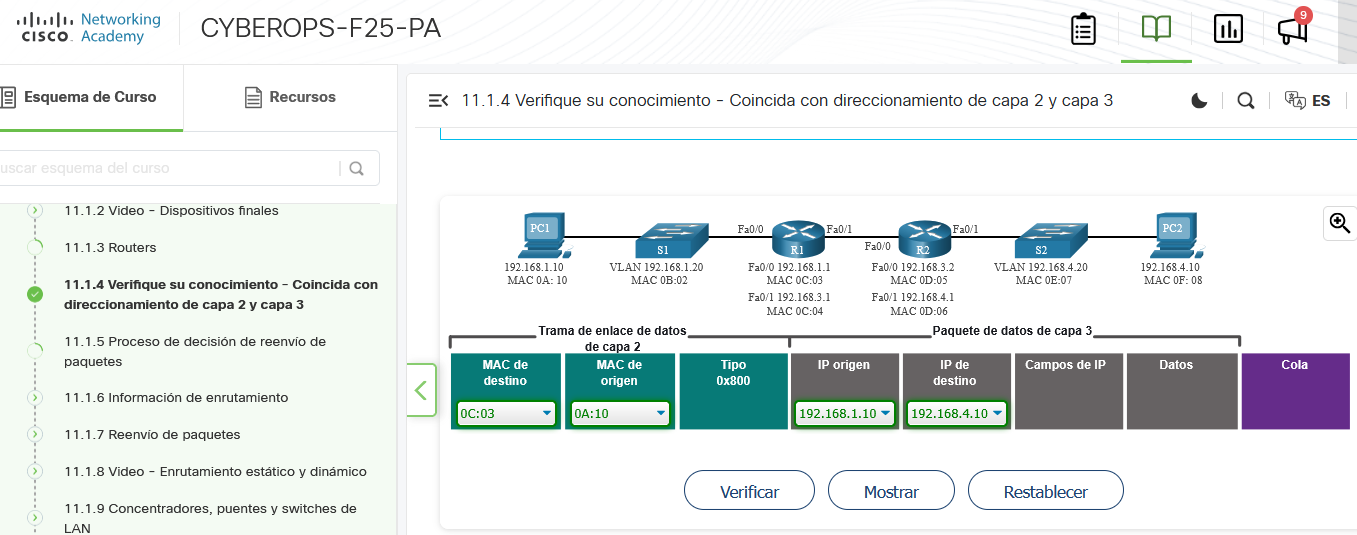 Networking
CISCO Academy
CYBEROPS-F25-PA
9
Esquema de Curso
Recursos
11.1.4 Verifique su conocimiento - Coincida con direccionamiento de capa 2 y capa 3
ES
uscar esquema del curso
11.1.2 Video - Dispositivos finales
11.1.3 Routers
11.1.4 Verifique su conocimiento - Coincida con
direccionamiento de capa 2 y capa 3
11.1.5 Proceso de decisión de reenvío de
paquetes
11.1.6 Información de enrutamiento
11.1.7 Reenvío de paquetes
11.1.8 Video - Enrutamiento estático y dinámico
11.1.9 Concentradores, puentes y switches de
LAN
PC1
S1
Fa0/0
R1
Fa0/1
Fa0/0
R2
Fa0/1
S2
PC2
192.168.1.10
MAC 0A: 10
VLAN 192.168.1.20
MAC 0B:02
Fa0/0 192.168.1.1
MAC 0C:03
Fa0/1 192.168.3.1
MAC 0C:04
Fa0/0 192.168.3.2
MAC 0D:05
Fa0/1 192.168.4.1
MAC 0D:06
VLAN 192.168.4.20
MAC 0E:07
192.168.4.10
MAC 0F: 08
Trama de enlace de datos
de capa 2
Paquete de datos de capa 3
MAC de
destino
0C:03
MAC de
origen
0A:10
Tipo
0x800
IP origen
192.168.1.10
IP de
destino
192.168.4.10
Campos de IP
Datos
Cola
Verificar
Mostrar
Restablecer